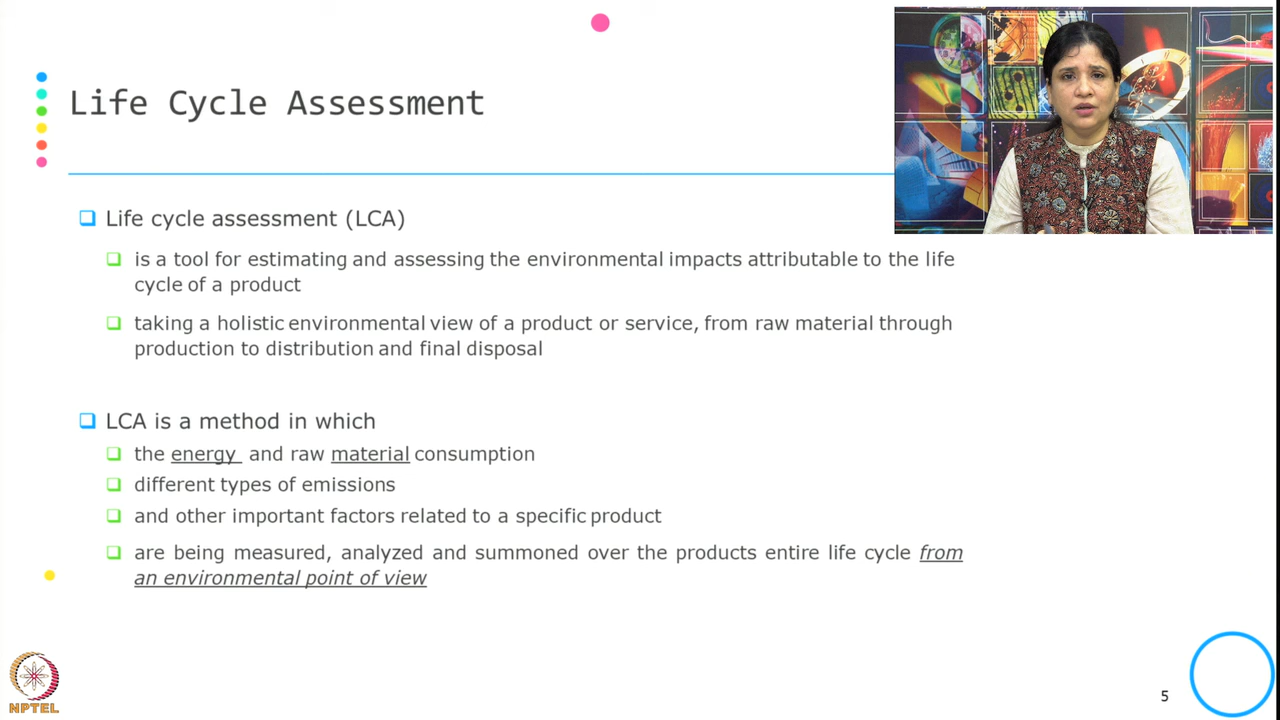 Life Cycle Assessment
Life cycle assessment (LCA)
is a tool for estimating and assessing the environmental impacts attributable to the life
cycle of a product
taking a holistic environmental view of a product or service, from raw material through
production to distribution and final disposal
LCA is a method in which
the energy and raw material consumption
different types of emissions
and other important factors related to a specific product
are being measured, analyzed and summoned over the products entire life cycle from
an environmental point of view
NPTEL
5